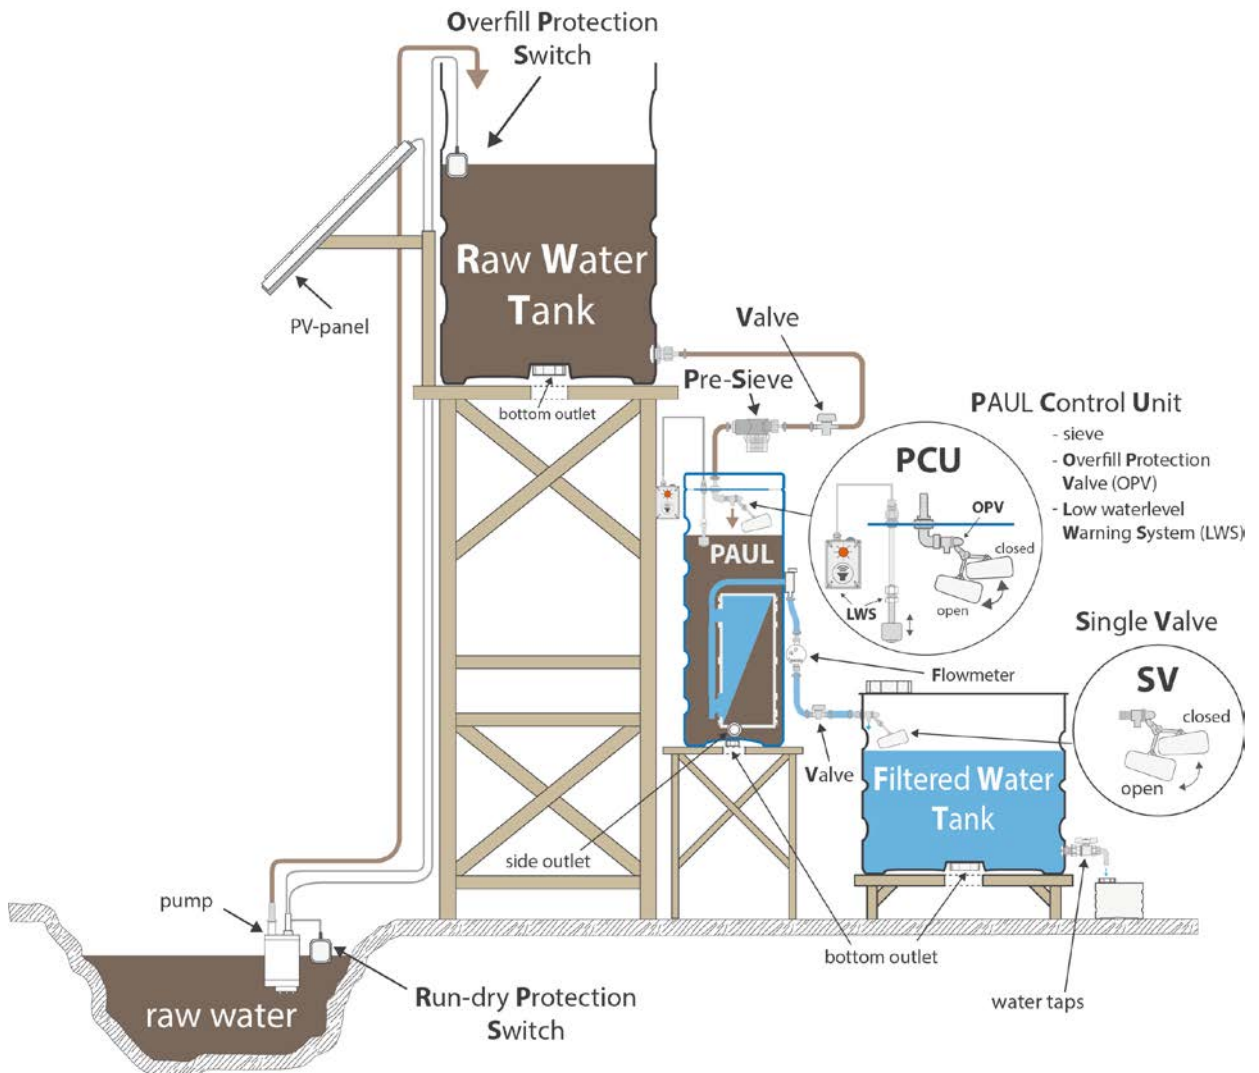 Overfill Protection
Switch
Raw Water
Tank
PV-panel
bottom outlet
Valve
Pre-Sieve
PAUL Control Unit
- sieve
- Overfill Protection
Valve (OPV)
- Low waterlevel
Warning System (LWS)
PCU
OPV
closed
open
LWS
PAUL
Single Valve
SV
closed
open
Flowmeter
Valve
Filtered Water
Tank
side outlet
bottom outlet
water taps
pump
raw water
Run-dry Protection
Switch